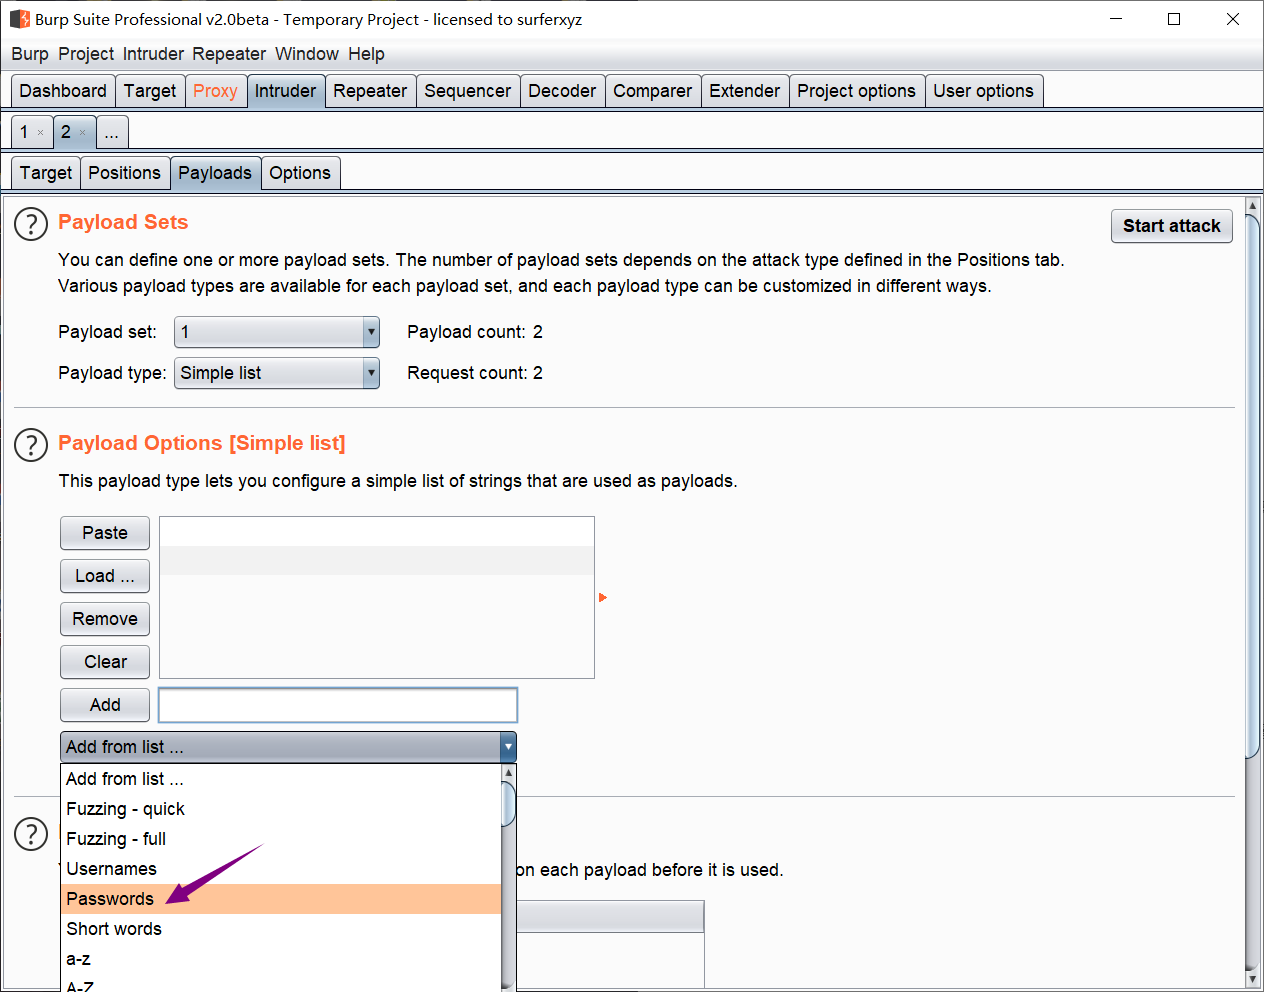 Burp Suite Professional v2.0beta - Temporary Project - licensed to surferxyz
Burp Project Intruder Repeater Window Help
Dashboard Target Proxy Intruder Repeater Sequencer Decoder Comparer Extender Project options User options
1 × 2 × ...
Target Positions Payloads Options
? Payload Sets
Start attack
You can define one or more payload sets. The number of payload sets depends on the attack type defined in the Positions tab.
Various payload types are available for each payload set, and each payload type can be customized in different ways.
Payload set: 1 Payload count: 2
Payload type: Simple list Request count: 2
? Payload Options [Simple list]
This payload type lets you configure a simple list of strings that are used as payloads.
Paste
Load ...
Remove
Clear
Add
Add from list ...
Add from list ...
Fuzzing - quick
?
Fuzzing - full
Usernames
on each payload before it is used.
Passwords
Short words
a-z
A-Z